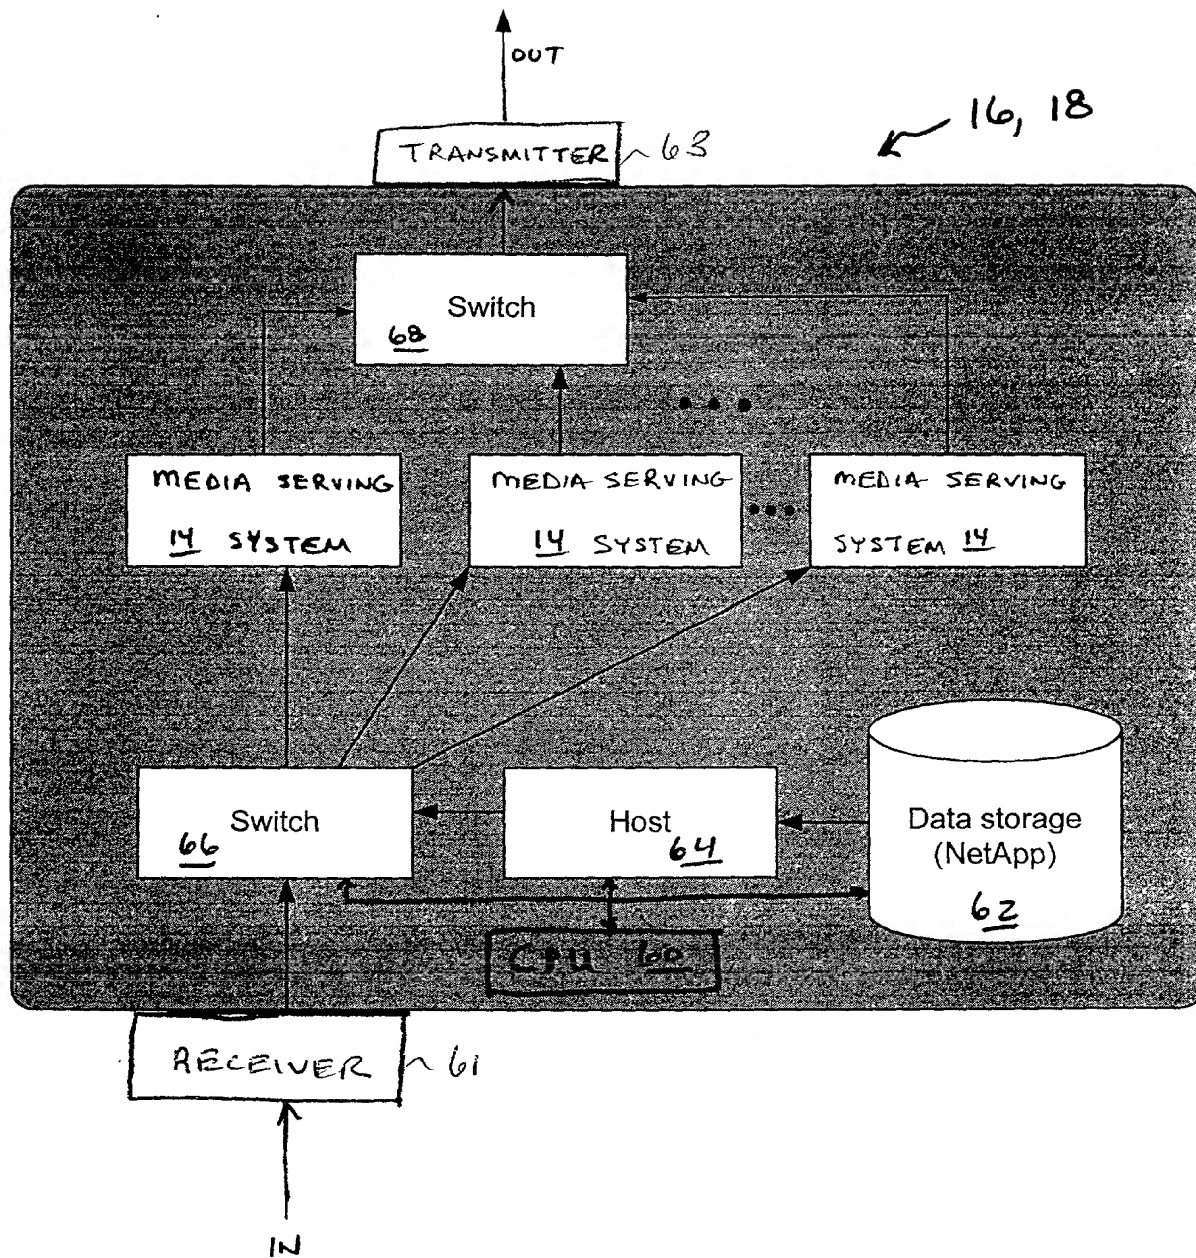 OUT
16, 18
TRANSMITTER 63
Switch
68
MEDIA SERVING
14 SYSTEM
MEDIA SERVING
14 SYSTEM
MEDIA SERVING
SYSTEM 14
Switch
66
Host
64
Data storage
(NetApp)
62
CPU 60
RECEIVER 61
IN